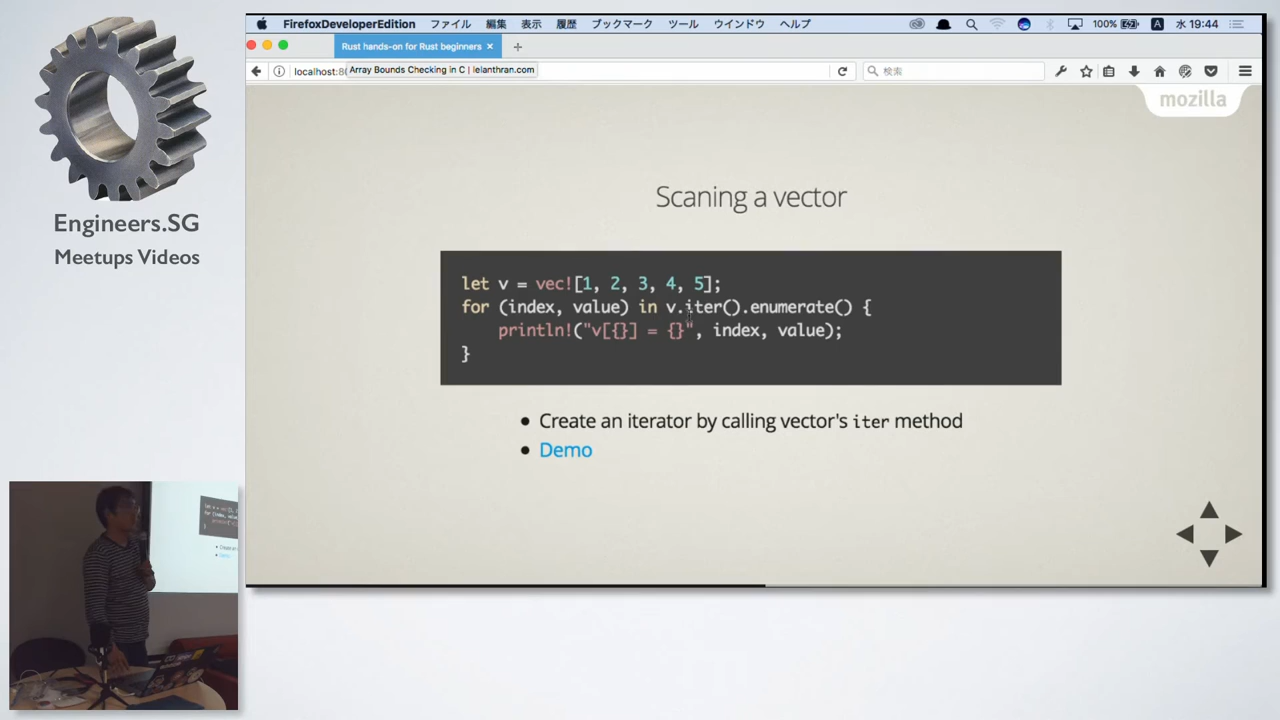 Engineers.SG
Meetups Videos
FirefoxDeveloperEdition ファイル 編集 表示 履歴 ブックマーク ツール ウインドウ ヘルプ 100% A 水 19:44
Rust hands-on for Rust beginners × +
localhost:8
Array Bounds Checking in C | lelanthran.com
検索
mozilla
Scaning a vector
let v = vec![1, 2, 3, 4, 5];
for (index, value) in v.iter().enumerate() {
println!("v[{}] = {}", index, value);
}
• Create an iterator by calling vector's iter method
• Demo